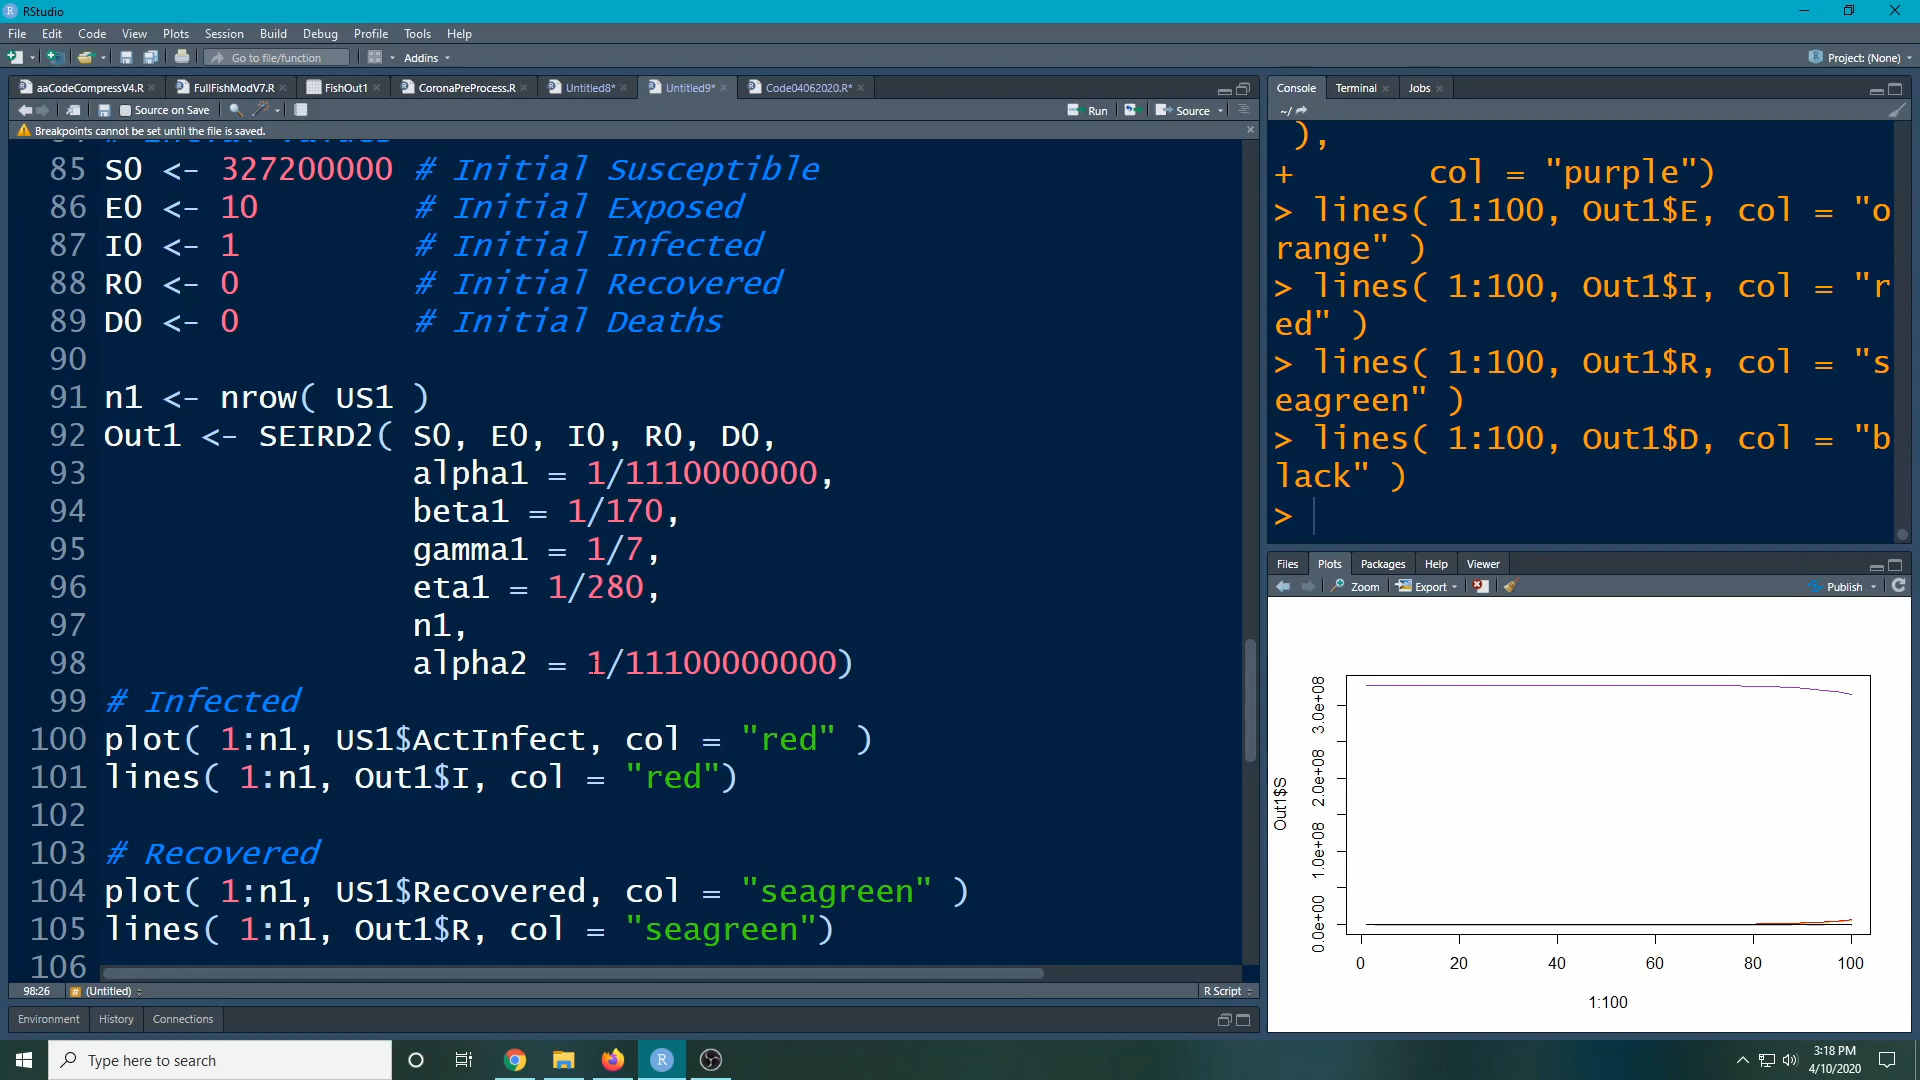 RStudio
File Edit Code View Plots Session Build Debug Profile Tools Help
Go to file/function
Addins
Project: (None)
aaCodeCompressV4.R FullFishModV7.R FishOut1 CoronaPreProcess.R Untitled8* Untitled9* Code04062020.R*
Source on Save Run Source
Breakpoints cannot be set until the file is saved.
85 S0 <- 327200000 # Initial Susceptible
86 E0 <- 10 # Initial Exposed
87 I0 <- 1 # Initial Infected
88 R0 <- 0 # Initial Recovered
89 D0 <- 0 # Initial Deaths
90
91 n1 <- nrow( US1 )
92 Out1 <- SEIRD2( S0, E0, I0, R0, D0,
93 alpha1 = 1/1110000000,
94 beta1 = 1/170,
95 gamma1 = 1/7,
96 eta1 = 1/280,
97 n1,
98 alpha2 = 1/11100000000)
99 # Infected
100 plot( 1:n1, US1$ActInfect, col = "red" )
101 lines( 1:n1, Out1$I, col = "red")
102
103 # Recovered
104 plot( 1:n1, US1$Recovered, col = "seagreen" )
105 lines( 1:n1, Out1$R, col = "seagreen")
106
98:26 # (Untitled) R Script
Environment History Connections
Console Terminal Jobs
~/
),
+ col = "purple")
> lines( 1:100, Out1$E, col = "o
range" )
> lines( 1:100, Out1$I, col = "r
ed" )
> lines( 1:100, Out1$R, col = "s
eagreen" )
> lines( 1:100, Out1$D, col = "b
lack" )
>
Files Plots Packages Help Viewer
Zoom Export Publish
Out1$S
3.0e+08
2.0e+08
1.0e+08
0.0e+00
0 20 40 60 80 100
1:100
Type here to search
3:18 PM
4/10/2020